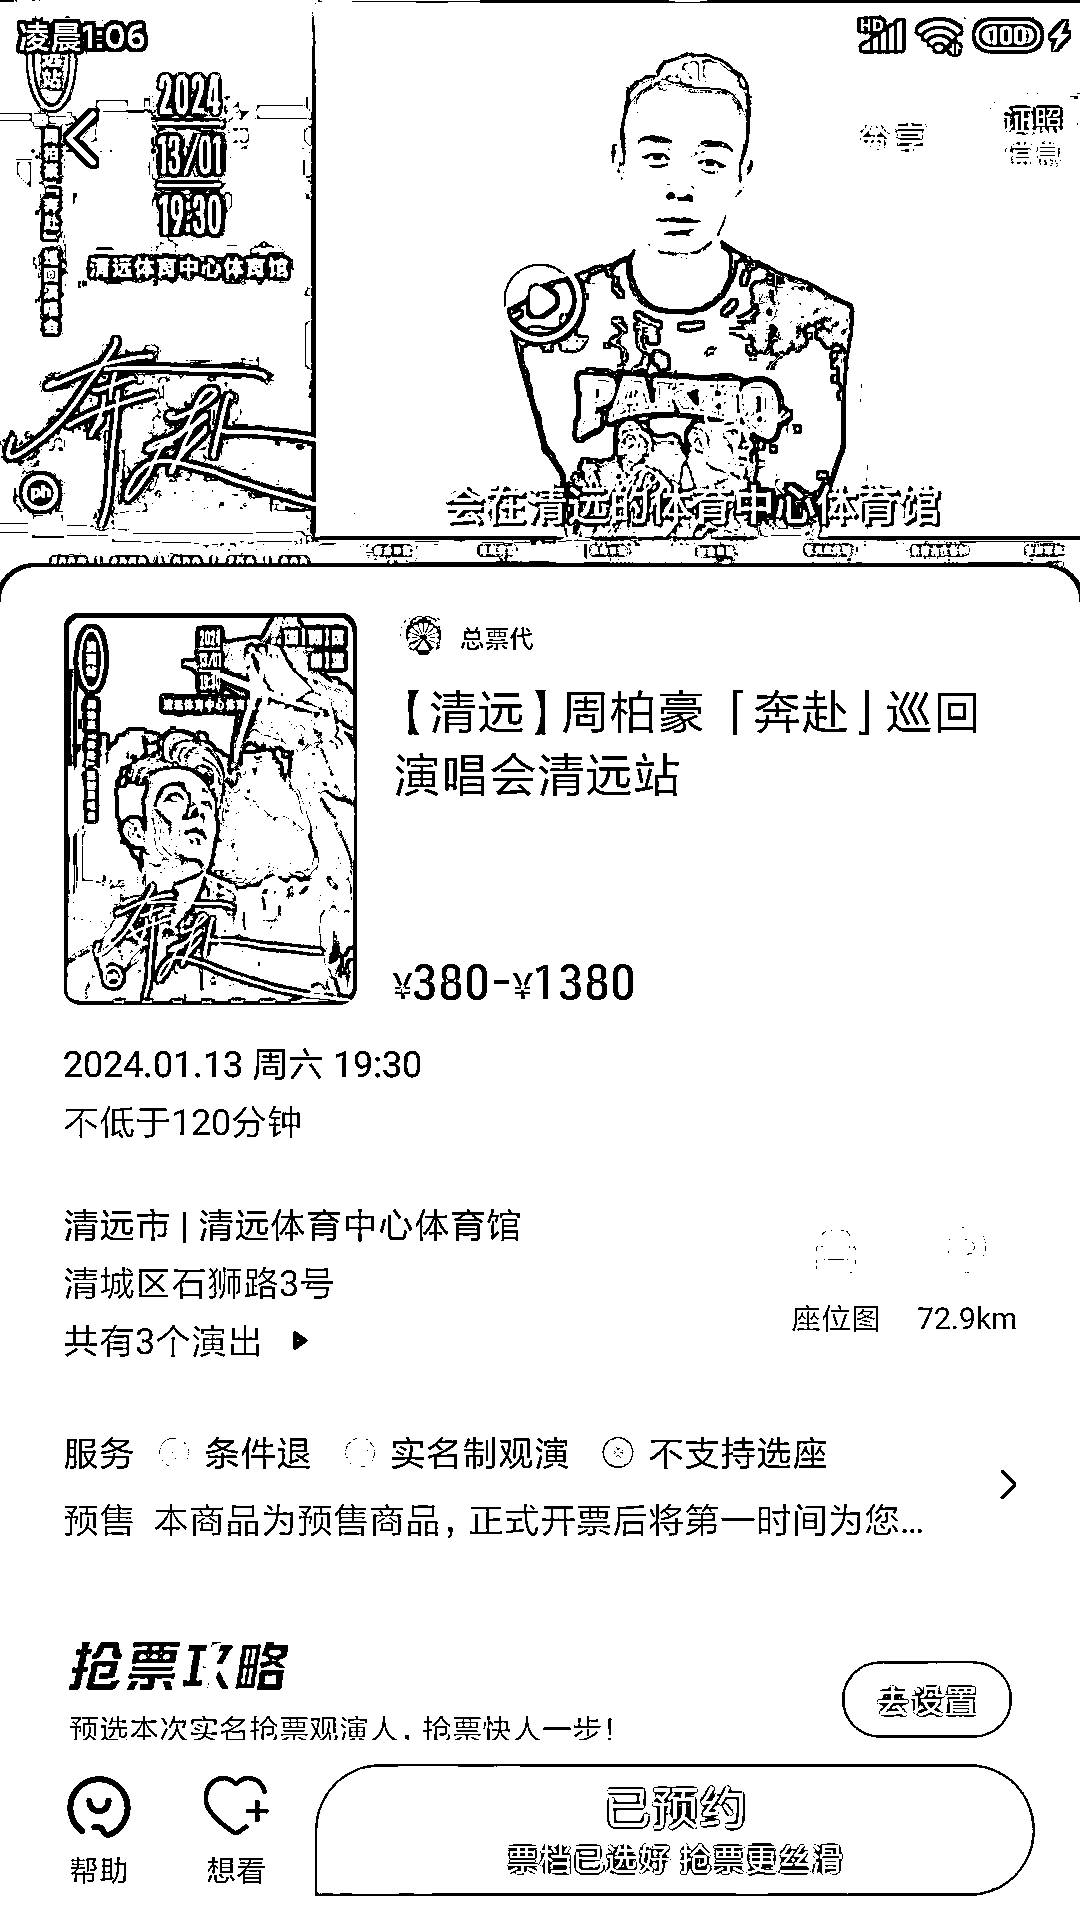 凌晨1:06
HD
100
2024
13/01
19:30
清远体育中心体育馆
分享
证照
信息
奔赴
ph
PAKHO
会在清远的体育中心体育馆
总票代
【清远】周柏豪「奔赴」巡回
演唱会清远站
¥380-¥1380
2024.01.13 周六 19:30
不低于120分钟
清远市 | 清远体育中心体育馆
清城区石狮路3号
共有3个演出
座位图 72.9km
服务 条件退 实名制观演 不支持选座
预售 本商品为预售商品，正式开票后将第一时间为您...
抢票攻略
预选本次实名抢票观演人，抢票快人一步！
去设置
帮助
想看
已预约
票档已选好 抢票更丝滑